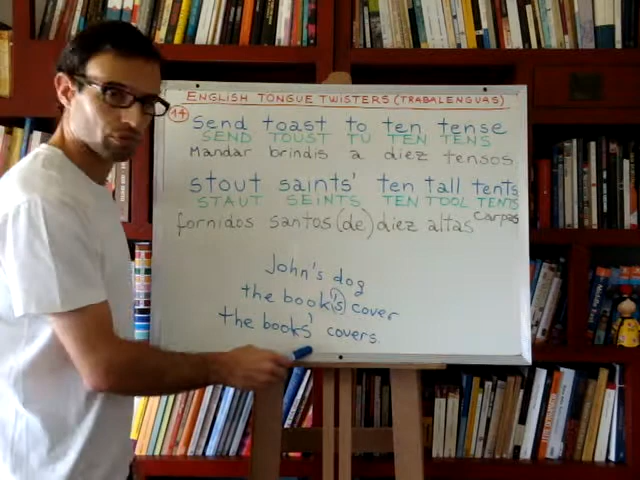 ENGLISH TONGUE TWISTERS (TRABALENGUAS)
14 send toast to ten tense
SEND TOUST TU TEN TENS
Mandar brindis a diez tensos
stout saints' ten tall tents
STAUT SEINTS TEN TOOL TENTS
fornidos santos (de) diez altas carpas
John's dog
the book's cover
the books' covers.